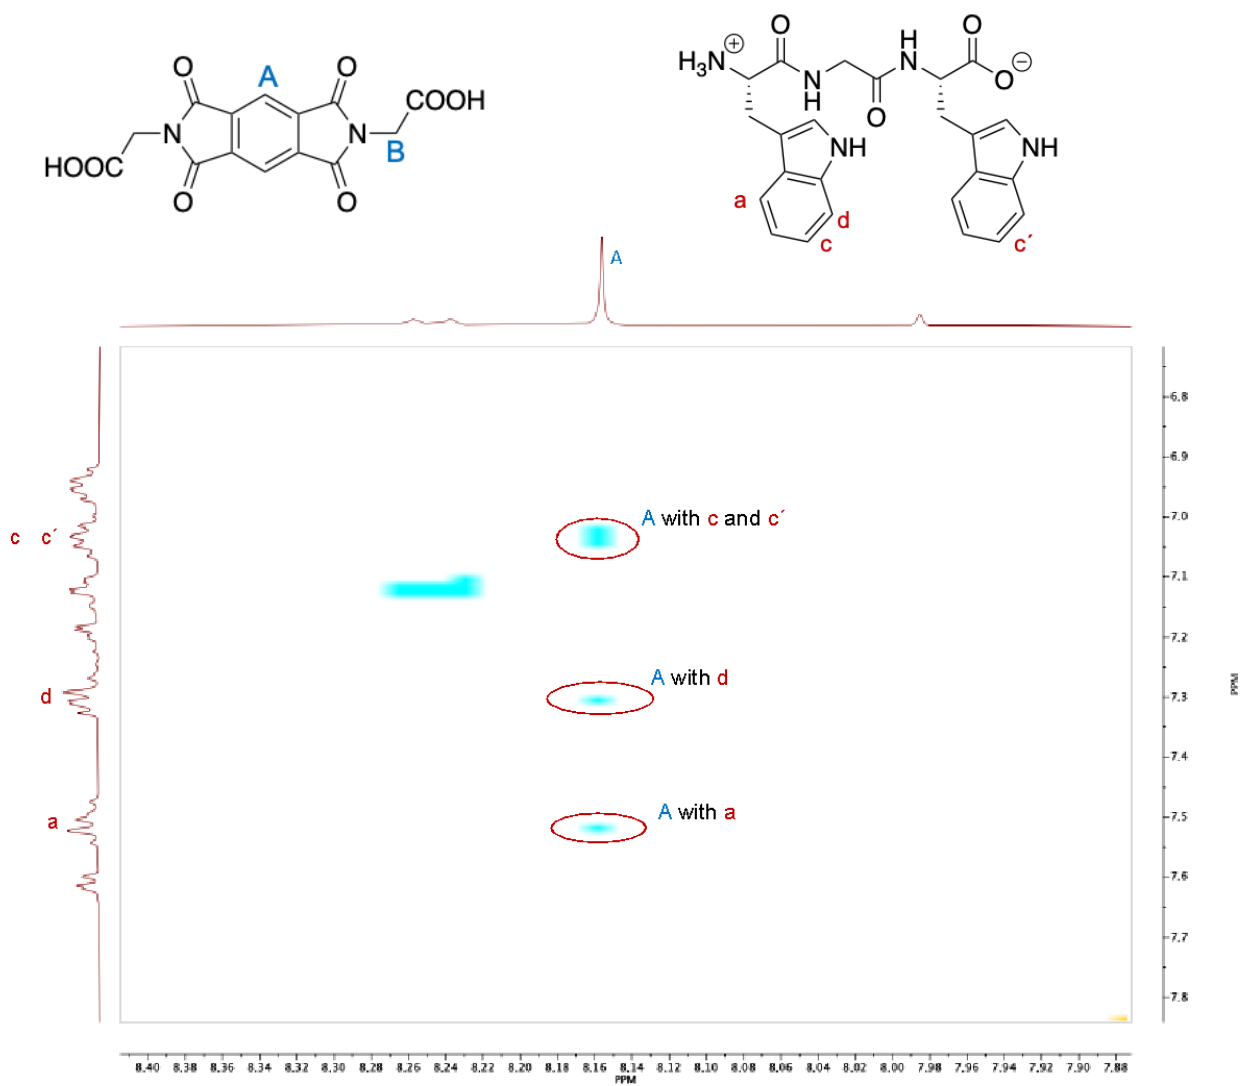 O A O
N COOH
HOOC N
B
O O
H3N ⊕ O H O
N N O ⊖
H O
NH NH
a d
c c´
A
6.8
6.9
A with c and c´
7.0
c c´
7.1
7.2
A with d
d 7.3
7.4
A with a
a 7.5
7.6
7.7
7.8
PPM
8.40 8.38 8.36 8.34 8.32 8.30 8.28 8.26 8.24 8.22 8.20 8.18 8.16 8.14 8.12 8.10 8.08 8.06 8.04 8.02 8.00 7.98 7.96 7.94 7.92 7.90 7.88
PPM